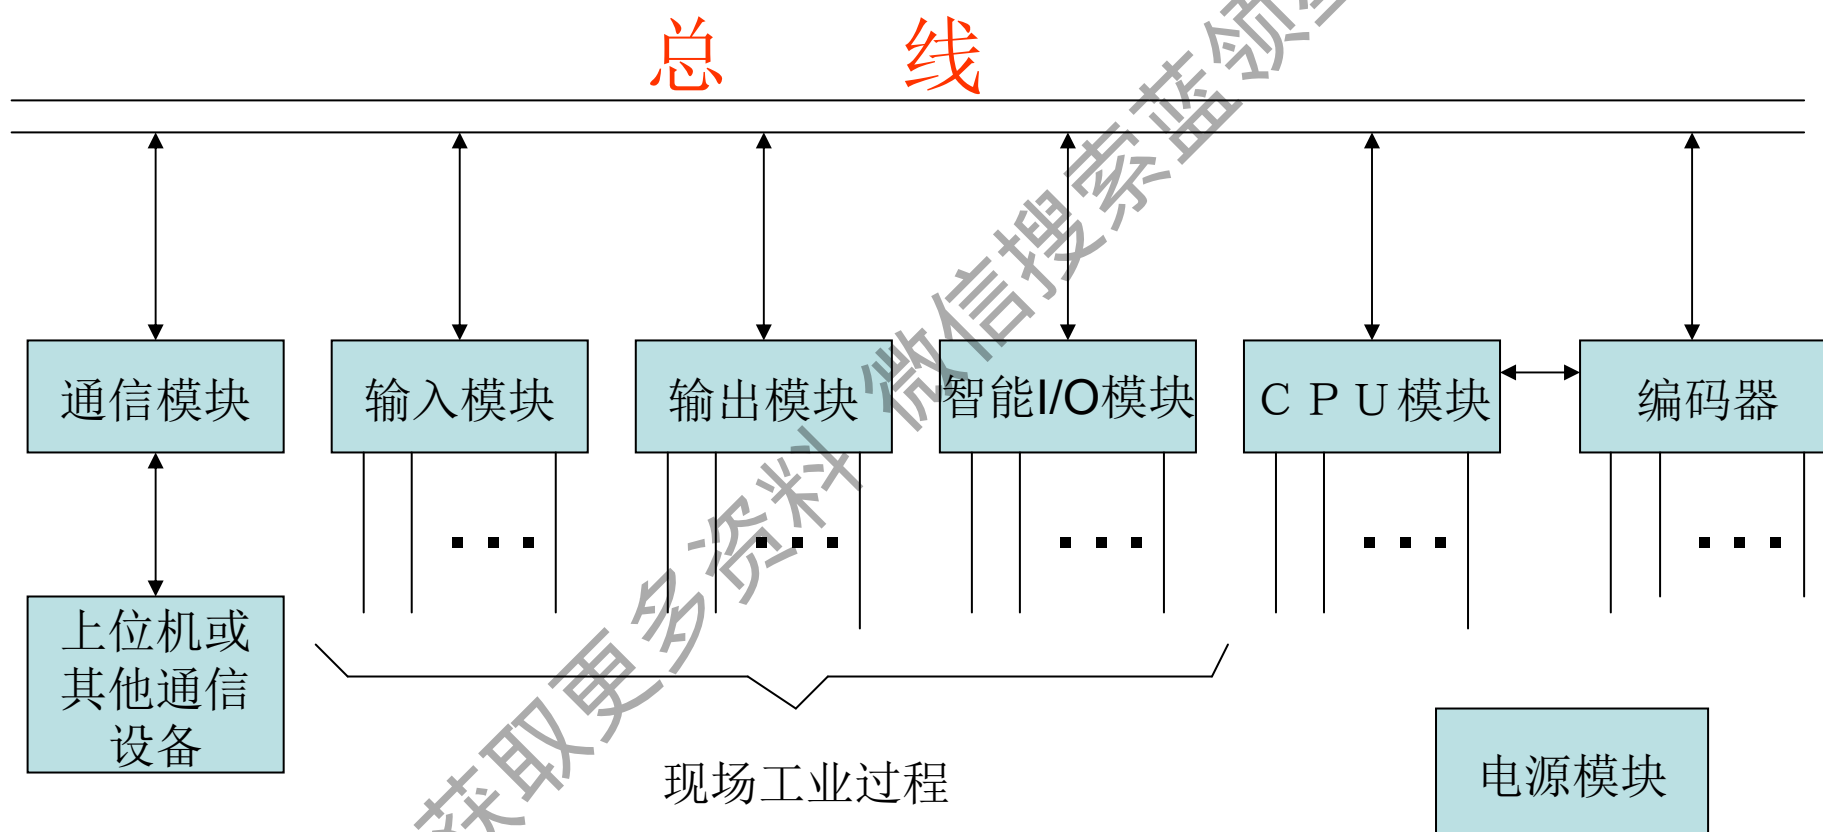 总 线
通信模块
输入模块
输出模块
智能I/O模块
ＣＰＵ模块
编码器
上位机或
其他通信
设备
现场工业过程
电源模块
获取更多资料 微信搜索蓝领